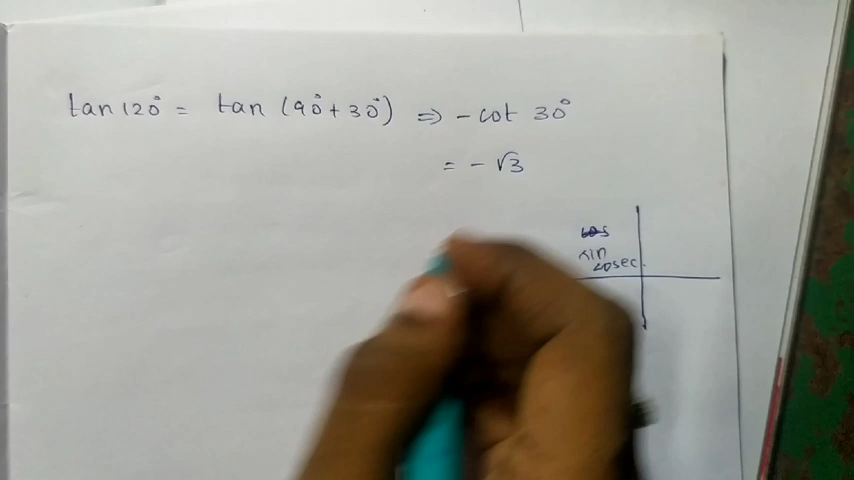 tan 120° = tan (90° + 30°) ⇒ - cot 30°
= - √3
cos
sin
cosec